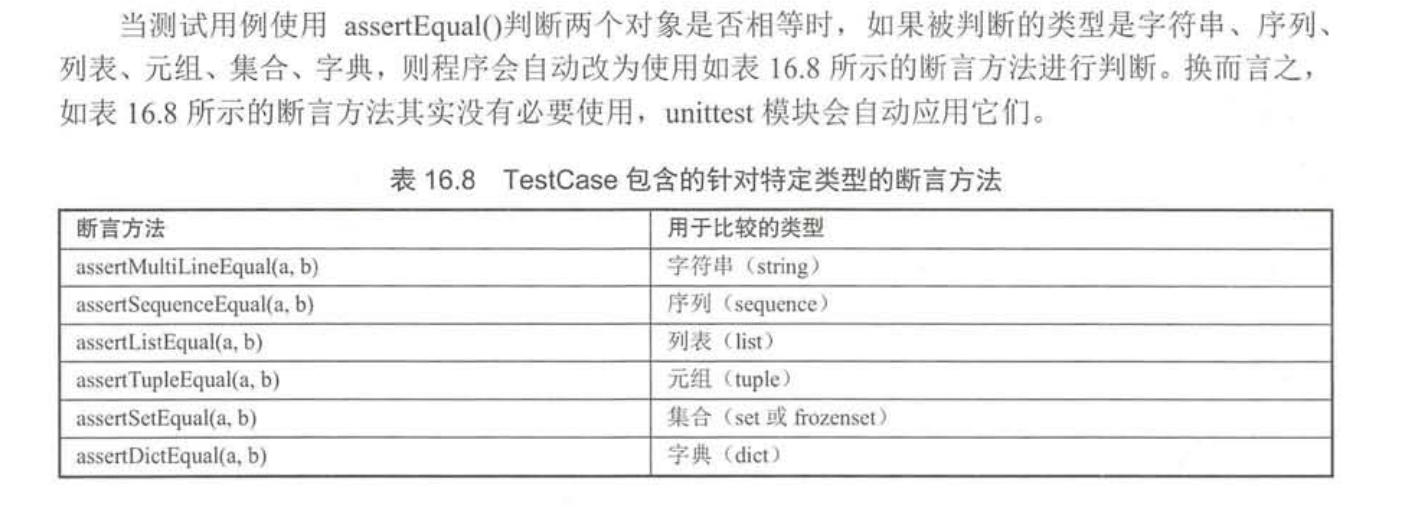 当测试用例使用 assertEqual()判断两个对象是否相等时，如果被判断的类型是字符串、序列、
列表、元组、集合、字典，则程序会自动改为使用如表 16.8 所示的断言方法进行判断。换而言之，
如表 16.8 所示的断言方法其实没有必要使用，unittest 模块会自动应用它们。
表 16.8 TestCase 包含的针对特定类型的断言方法
断言方法 用于比较的类型
assertMultiLineEqual(a, b) 字符串（string）
assertSequenceEqual(a, b) 序列（sequence）
assertListEqual(a, b) 列表（list）
assertTupleEqual(a, b) 元组（tuple）
assertSetEqual(a, b) 集合（set 或 frozenset）
assertDictEqual(a, b) 字典（dict）